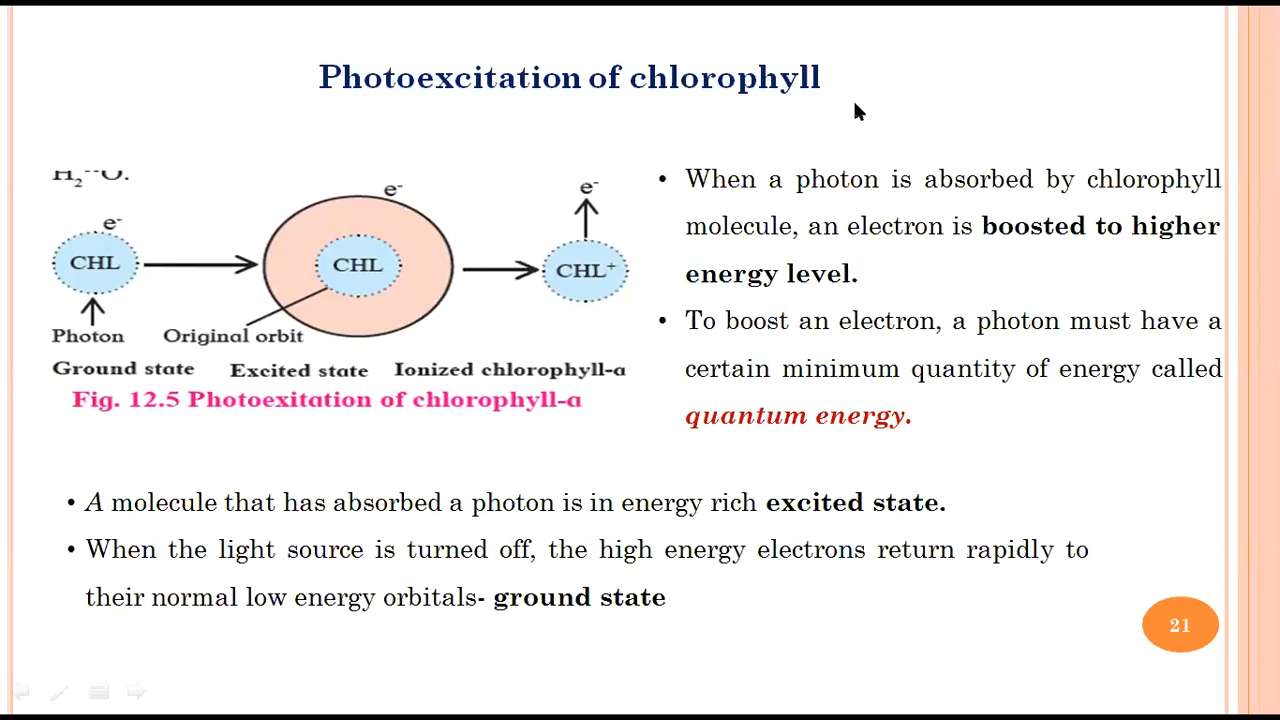 Photoexcitation of chlorophyll
e-
CHL
Photon
Ground state
e-
CHL
Original orbit
Excited state
e-
CHL+
Ionized chlorophyll-a
Fig. 12.5 Photoexitation of chlorophyll-a
• When a photon is absorbed by chlorophyll
molecule, an electron is boosted to higher
energy level.
• To boost an electron, a photon must have a
certain minimum quantity of energy called
quantum energy.
• A molecule that has absorbed a photon is in energy rich excited state.
• When the light source is turned off, the high energy electrons return rapidly to
their normal low energy orbitals- ground state
21